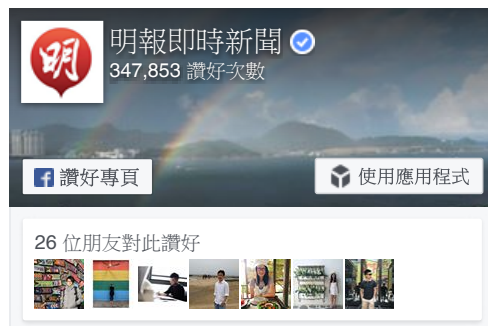 明
明報即時新聞
347,853 讚好次數
讚好專頁
使用應用程式
26 位朋友對此讚好